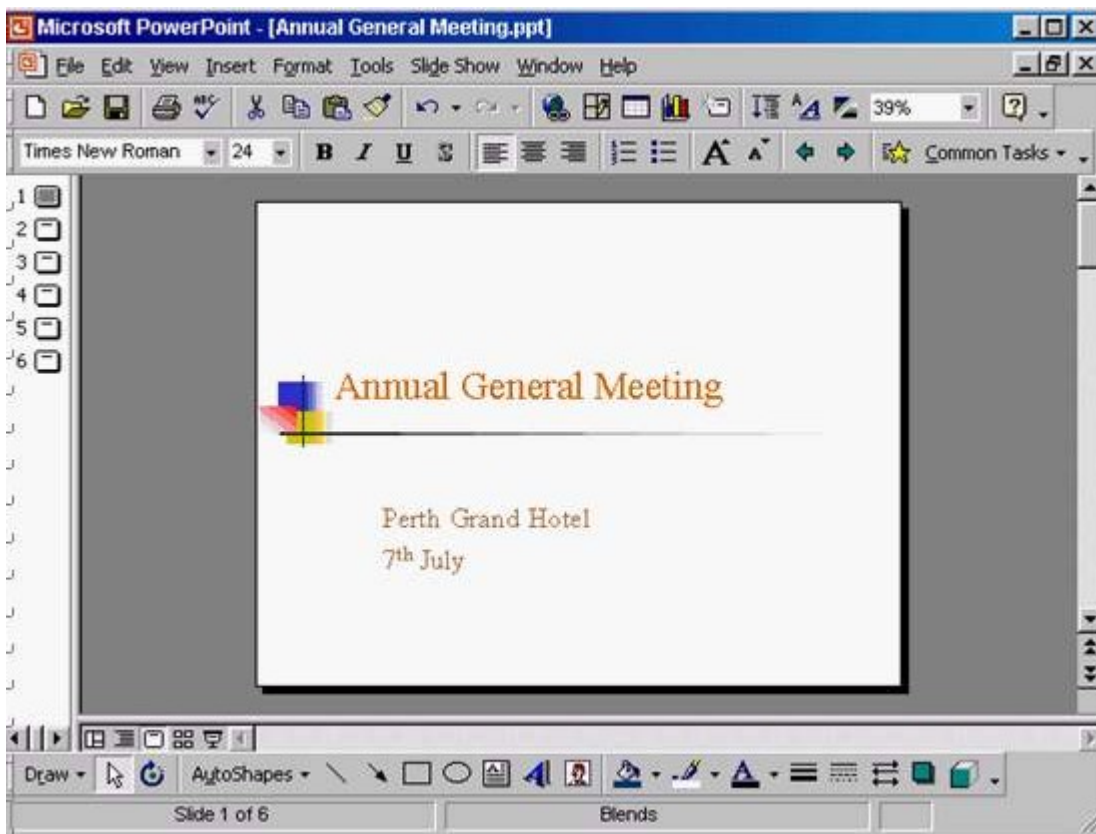 Microsoft PowerPoint - [Annual General Meeting.ppt]
File Edit View Insert Format Tools Slide Show Window Help
ABC A A 39% ?
Times New Roman 24 B I U S A A Common Tasks
1
2
3
4
5
6
Annual General Meeting
Perth Grand Hotel
7th July
Draw AutoShapes A A
Slide 1 of 6 Blends